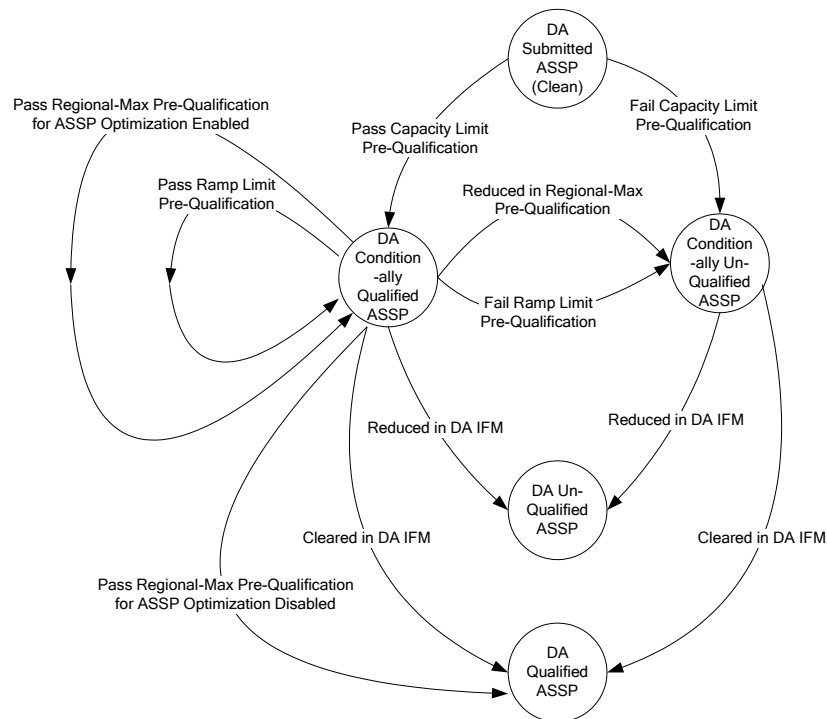 DA
Submitted
ASSP
(Clean)
Pass Regional-Max Pre-Qualification
for ASSP Optimization Enabled
Fail Capacity Limit
Pre-Qualification
Pass Capacity Limit
Pre-Qualification
Pass Ramp Limit
Pre-Qualification
Reduced in Regional-Max
Pre-Qualification
DA
Condition
-ally
Qualified
ASSP
DA
Condition
-ally Un-
Qualified
ASSP
Fail Ramp Limit
Pre-Qualification
Reduced in DA IFM
Reduced in DA IFM
DA Un-
Qualified
ASSP
Cleared in DA IFM
Cleared in DA IFM
Pass Regional-Max Pre-Qualification
for ASSP Optimization Disabled
DA
Qualified
ASSP